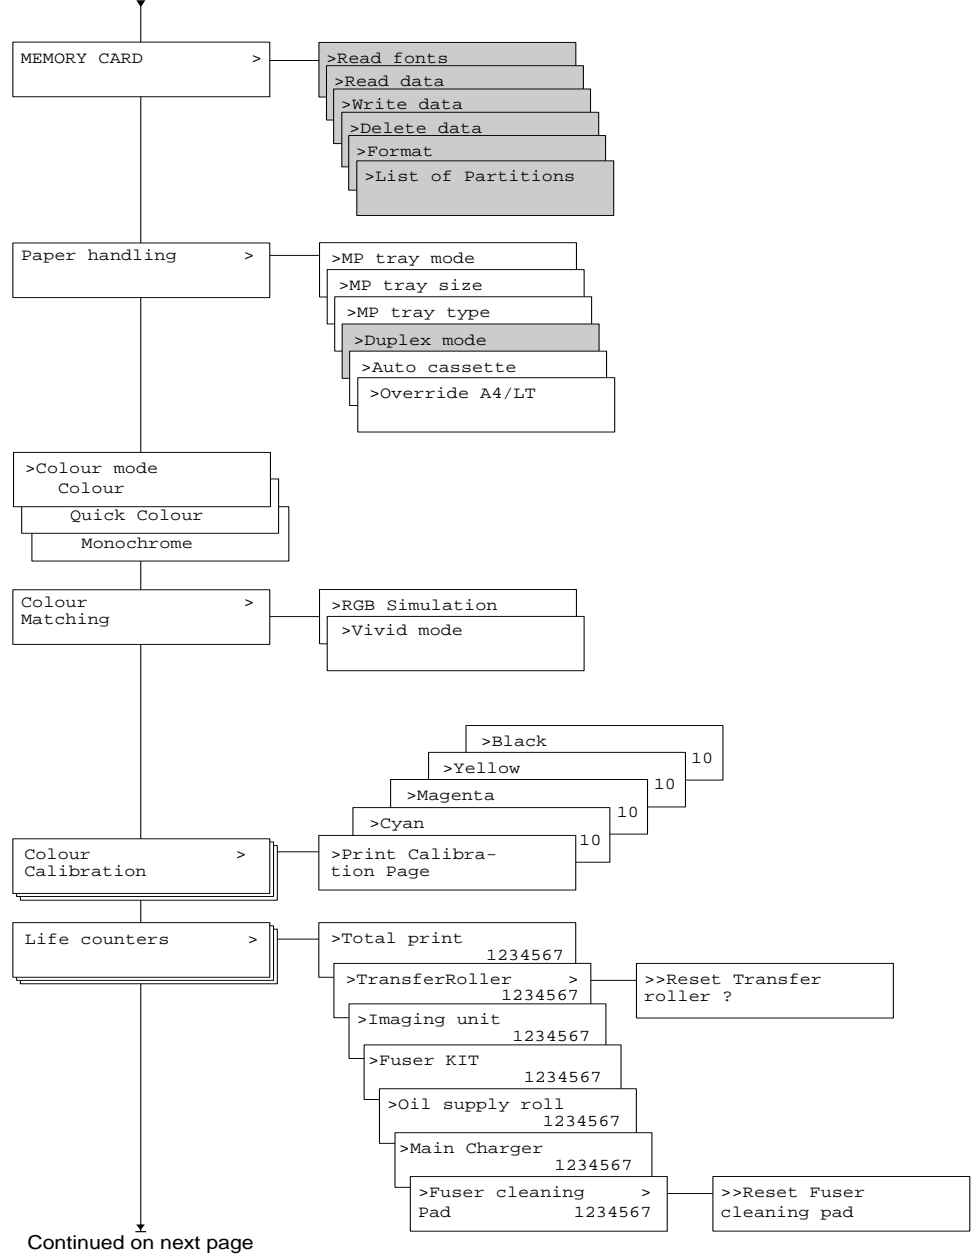 MEMORY CARD >
>Read fonts
>Read data
>Write data
>Delete data
>Format
>List of Partitions
Paper handling >
>MP tray mode
>MP tray size
>MP tray type
>Duplex mode
>Auto cassette
>Override A4/LT
>Colour mode
Colour
Quick Colour
Monochrome
Colour >
Matching
>RGB Simulation
>Vivid mode
>Black
10
>Yellow
10
>Magenta
10
>Cyan
10
Colour >
Calibration
>Print Calibra-
tion Page
Life counters >
>Total print
1234567
>TransferRoller >
1234567
>>Reset Transfer
roller ?
>Imaging unit
1234567
>Fuser KIT
1234567
>Oil supply roll
1234567
>Main Charger
1234567
>Fuser cleaning >
Pad 1234567
>>Reset Fuser
cleaning pad
Continued on next page